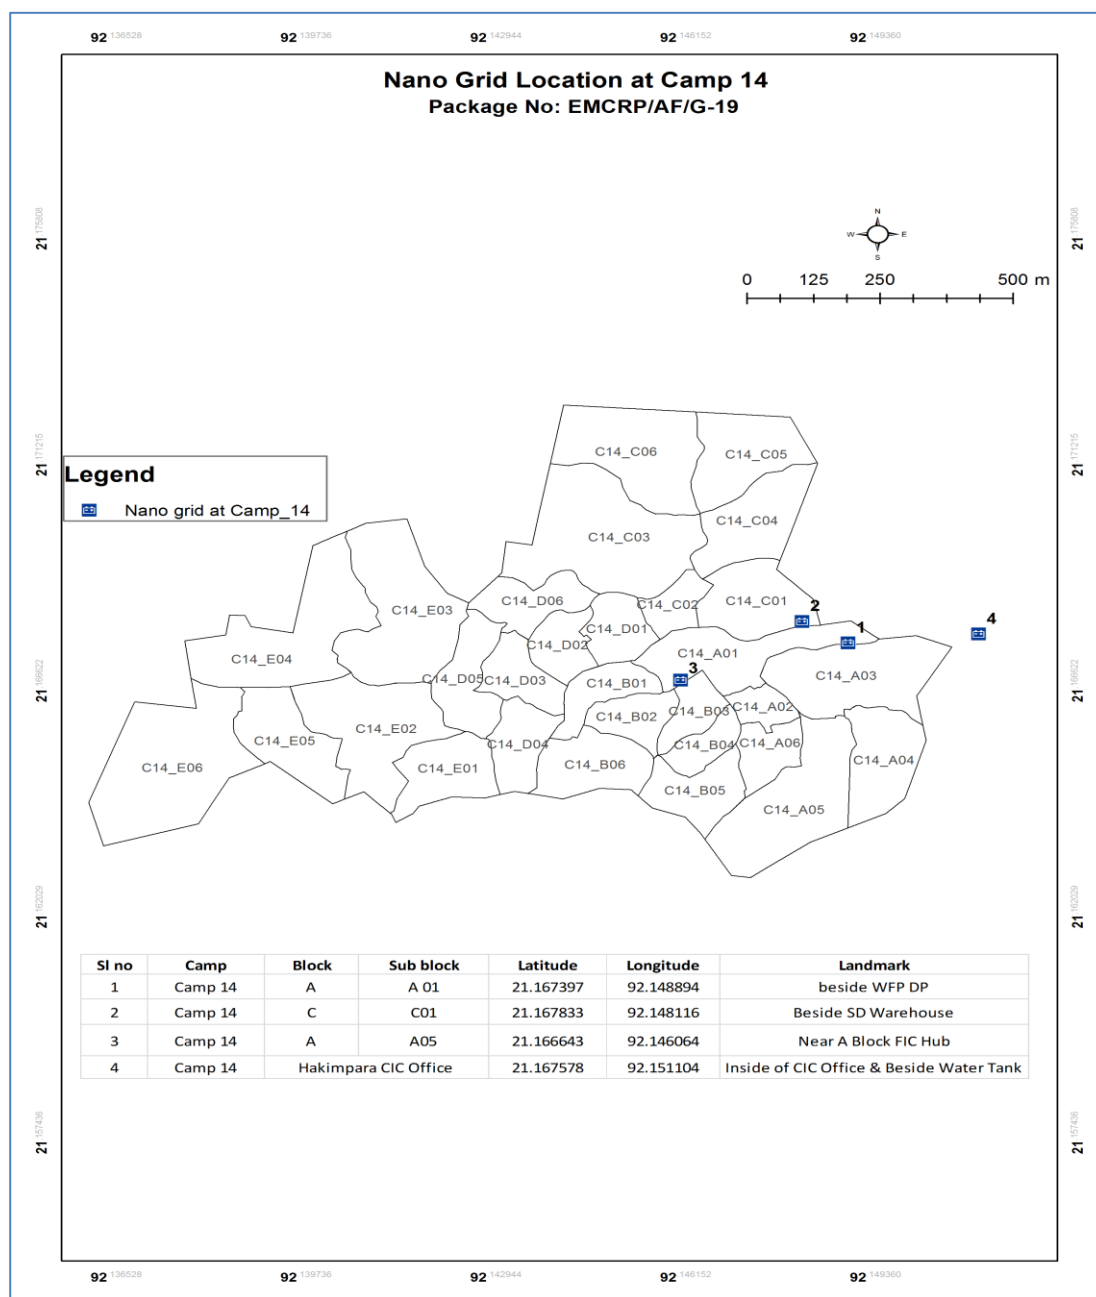 92 136528 92 139736 92 142944 92 146152 92 149360
Nano Grid Location at Camp 14
Package No: EMCRP/AF/G-19
21 175808 21 175808
N
W E
S
0 125 250 500 m
21 171215 21 171215
C14_C06
C14_C05
Legend
Nano grid at Camp_14
C14_C04
C14_C03
C14_C01
C14_C02
C14_D06
C14_E03
2
4
1
C14_D01
C14_D02
C14_A01
C14_E04
3
C14_A03
C14_D05
C14_D03
C14_B01
21 166622 21 166622
C14_A02
C14_B03
C14_B02
C14_E02
C14_E05
C14_D04
C14_B04
C14_A06
C14_A04
C14_E06
C14_E01
C14_B06
C14_B05
C14_A05
21 162029 21 162029
Sl no Camp Block Sub block Latitude Longitude Landmark
1 Camp 14 A A 01 21.167397 92.148894 beside WFP DP
2 Camp 14 C C01 21.167833 92.148116 Beside SD Warehouse
3 Camp 14 A A05 21.166643 92.146064 Near A Block FIC Hub
4 Camp 14 Hakimpara CIC Office 21.167578 92.151104 Inside of CIC Office & Beside Water Tank
21 157436 21 157436
92 136528 92 139736 92 142944 92 146152 92 149360